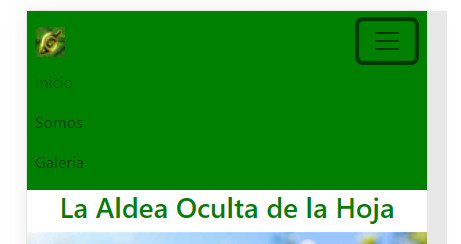 Inicio
Somos
Galeria
La Aldea Oculta de la Hoja